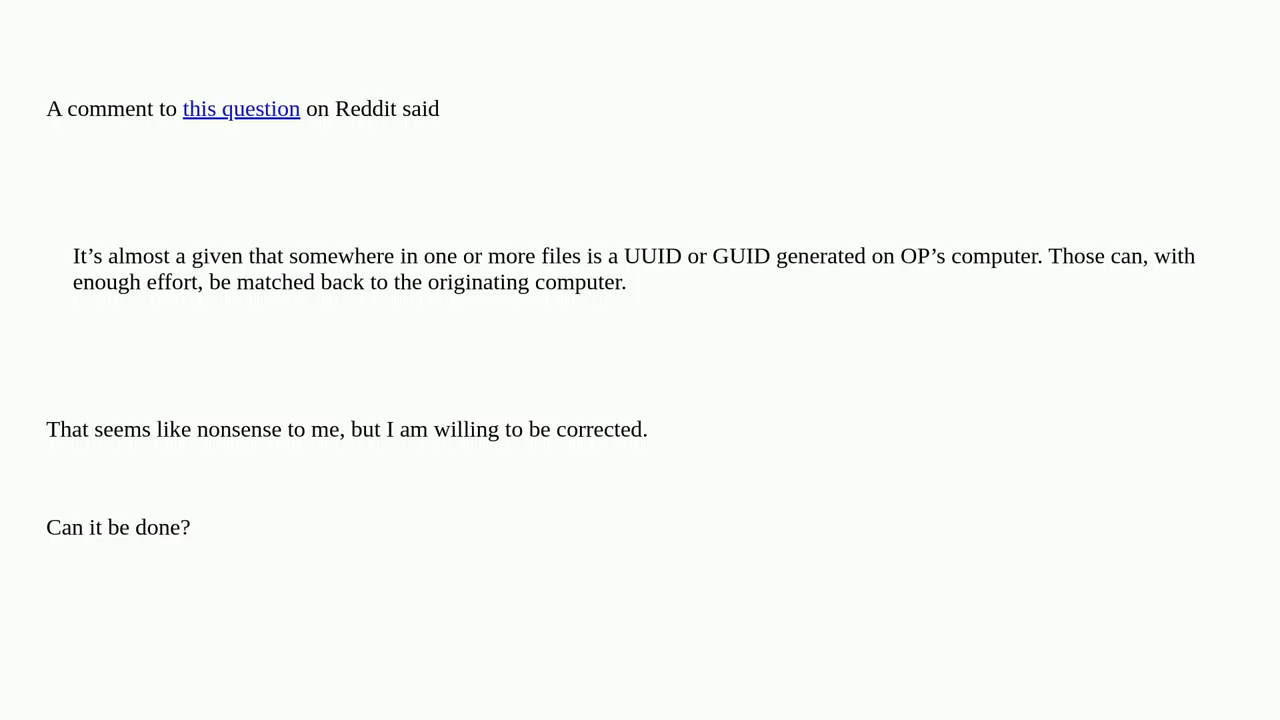 A comment to this question on Reddit said
It’s almost a given that somewhere in one or more files is a UUID or GUID generated on OP’s computer. Those can, with
enough effort, be matched back to the originating computer.
That seems like nonsense to me, but I am willing to be corrected.
Can it be done?